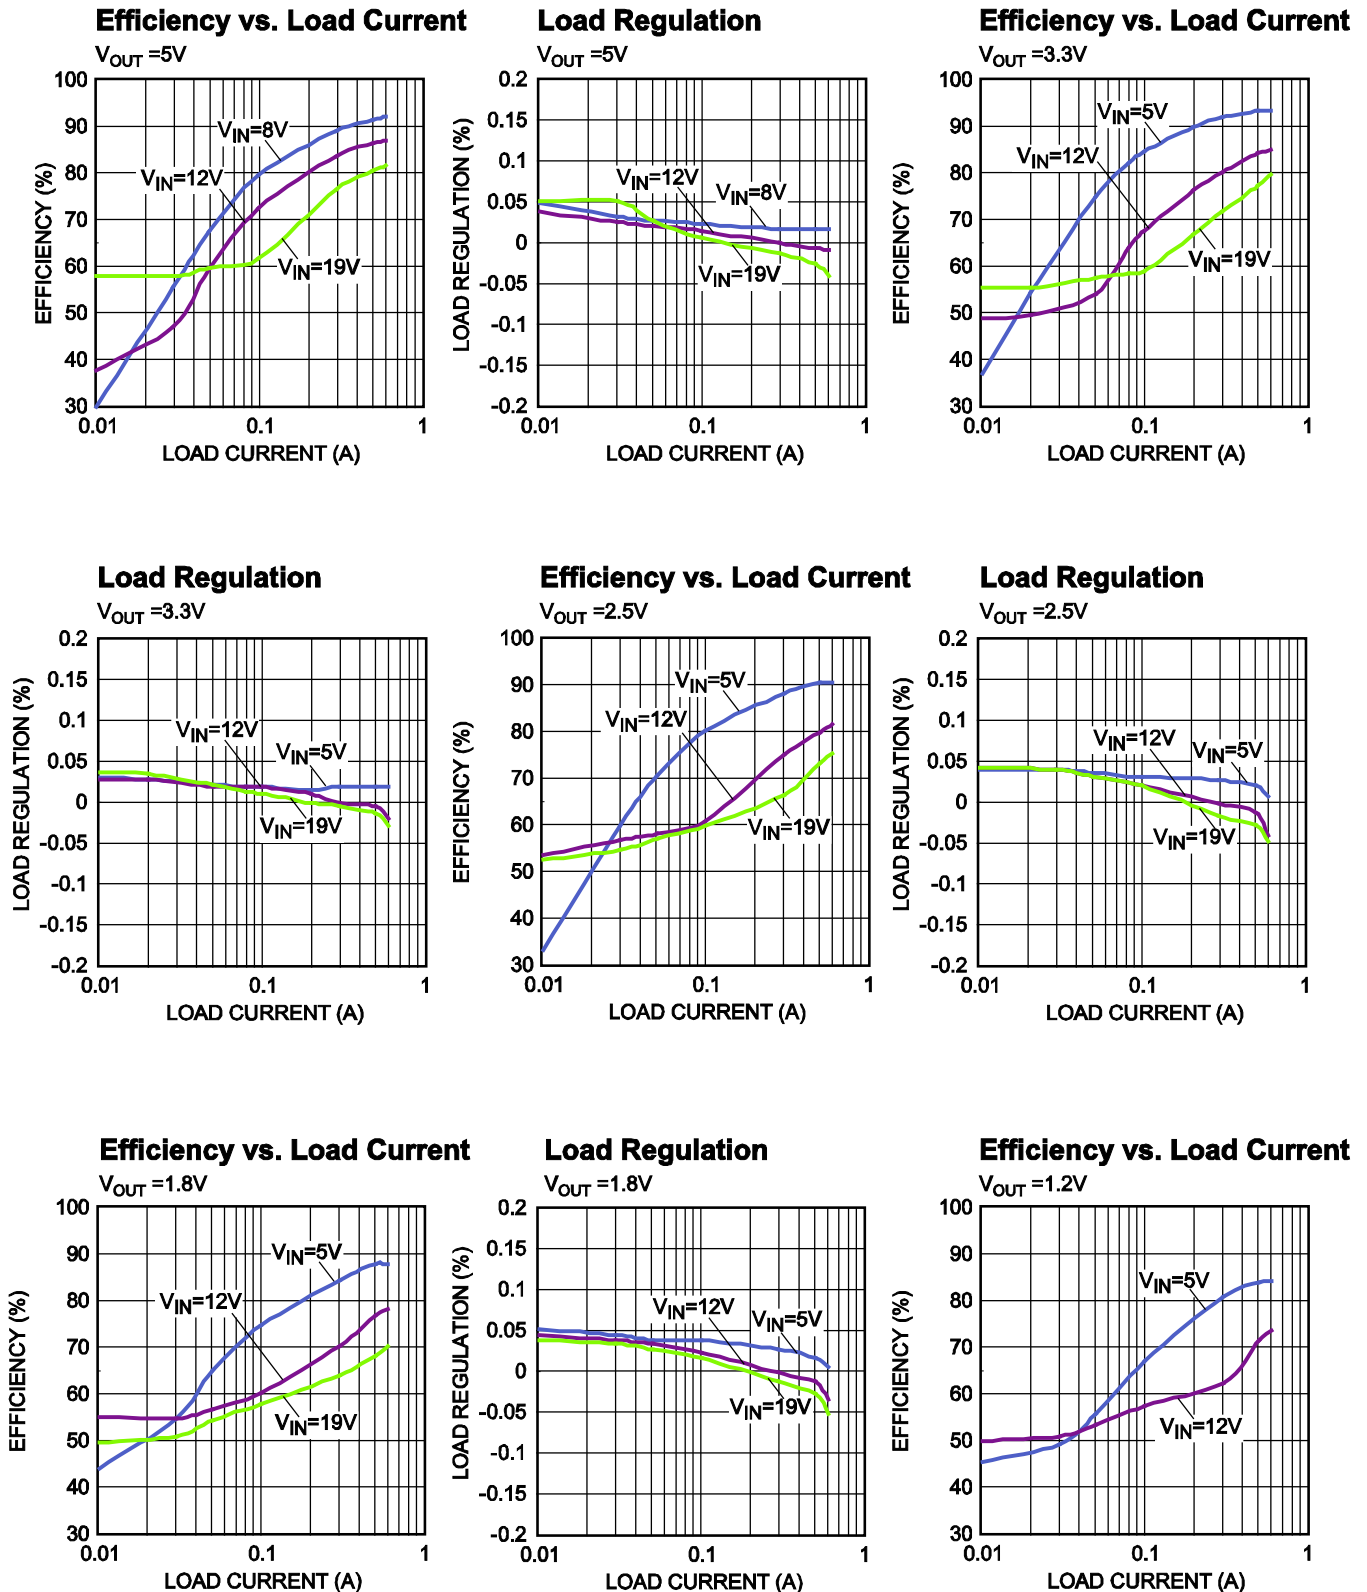 Efficiency vs. Load Current
VOUT =5V
100
90
80
70
60
50
40
30
EFFICIENCY (%)
VIN=8V
VIN=12V
VIN=19V
0.01
0.1
1
LOAD CURRENT (A)
Load Regulation
VOUT =5V
0.2
0.15
0.1
0.05
0
-0.05
-0.1
-0.15
-0.2
LOAD REGULATION (%)
VIN=12V
VIN=8V
VIN=19V
0.01
0.1
1
LOAD CURRENT (A)
Efficiency vs. Load Current
VOUT =3.3V
100
90
80
70
60
50
40
30
EFFICIENCY (%)
VIN=5V
VIN=12V
VIN=19V
0.01
0.1
1
LOAD CURRENT (A)
Load Regulation
VOUT =3.3V
0.2
0.15
0.1
0.05
0
-0.05
-0.1
-0.15
-0.2
LOAD REGULATION (%)
VIN=12V
VIN=5V
VIN=19V
0.01
0.1
1
LOAD CURRENT (A)
Efficiency vs. Load Current
VOUT =2.5V
100
90
80
70
60
50
40
30
EFFICIENCY (%)
VIN=5V
VIN=12V
VIN=19V
0.01
0.1
1
LOAD CURRENT (A)
Load Regulation
VOUT =2.5V
0.2
0.15
0.1
0.05
0
-0.05
-0.1
-0.15
-0.2
LOAD REGULATION (%)
VIN=12V
VIN=5V
VIN=19V
0.01
0.1
1
LOAD CURRENT (A)
Efficiency vs. Load Current
VOUT =1.8V
100
90
80
70
60
50
40
30
EFFICIENCY (%)
VIN=5V
VIN=12V
VIN=19V
0.01
0.1
1
LOAD CURRENT (A)
Load Regulation
VOUT =1.8V
0.2
0.15
0.1
0.05
0
-0.05
-0.1
-0.15
-0.2
LOAD REGULATION (%)
VIN=12V
VIN=5V
VIN=19V
0.01
0.1
1
LOAD CURRENT (A)
Efficiency vs. Load Current
VOUT =1.2V
100
90
80
70
60
50
40
30
EFFICIENCY (%)
VIN=5V
VIN=12V
0.01
0.1
1
LOAD CURRENT (A)